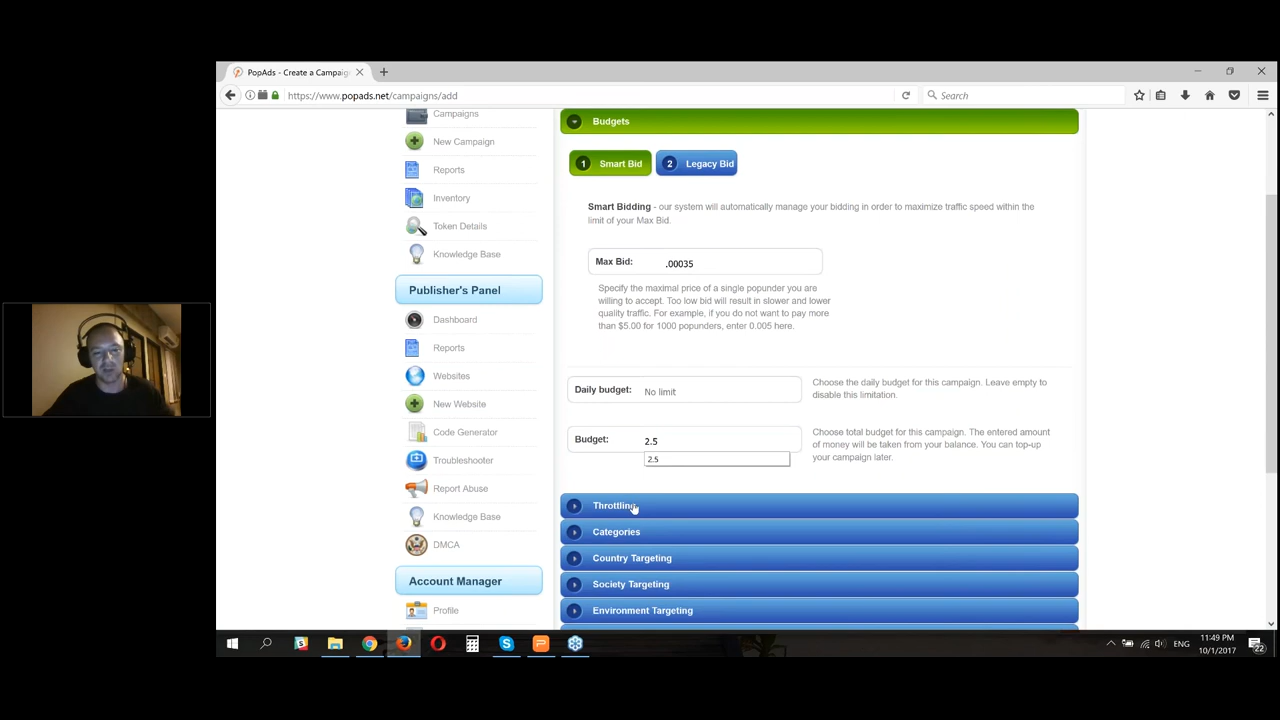 PopAds - Create a Campaig
https://www.popads.net/campaigns/add
Search
Campaigns
New Campaign
Reports
Inventory
Token Details
Knowledge Base
Publisher's Panel
Dashboard
Reports
Websites
New Website
Code Generator
Troubleshooter
Report Abuse
Knowledge Base
DMCA
Account Manager
Profile
Budgets
1 Smart Bid
2 Legacy Bid
Smart Bidding - our system will automatically manage your bidding in order to maximize traffic speed within the
limit of your Max Bid.
Max Bid: .00035
Specify the maximal price of a single popunder you are
willing to accept. Too low bid will result in slower and lower
quality traffic. For example, if you do not want to pay more
than $5.00 for 1000 popunders, enter 0.005 here.
Daily budget: No limit
Choose the daily budget for this campaign. Leave empty to
disable this limitation.
Budget: 2.5
2.5
Choose total budget for this campaign. The entered amount
of money will be taken from your balance. You can top-up
your campaign later.
Throttling
Categories
Country Targeting
Society Targeting
Environment Targeting
ENG
11:49 PM
10/1/2017
22